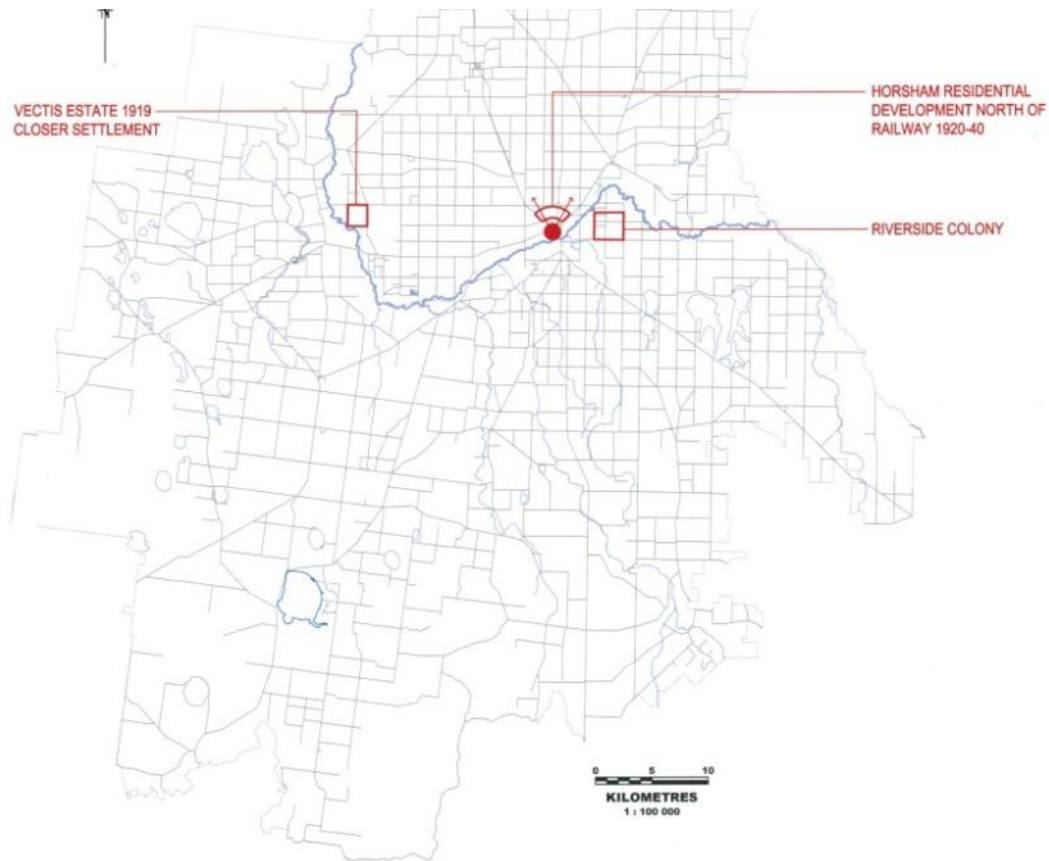 N
VECTIS ESTATE 1919
CLOSER SETTLEMENT
HORSHAM RESIDENTIAL
DEVELOPMENT NORTH OF
RAILWAY 1920-40
RIVERSIDE COLONY
0 5 10
KILOMETRES
1 : 100 000